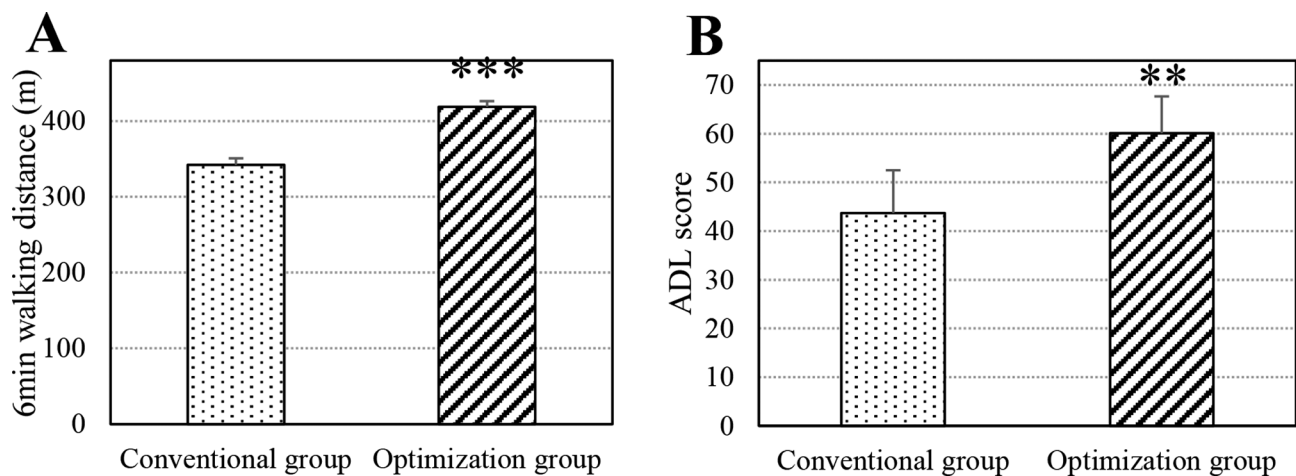 A
6min walking distance (m)
400
300
200
100
0
***
Conventional group
Optimization group
B
ADL score
70
60
50
40
30
20
10
0
**
Conventional group
Optimization group